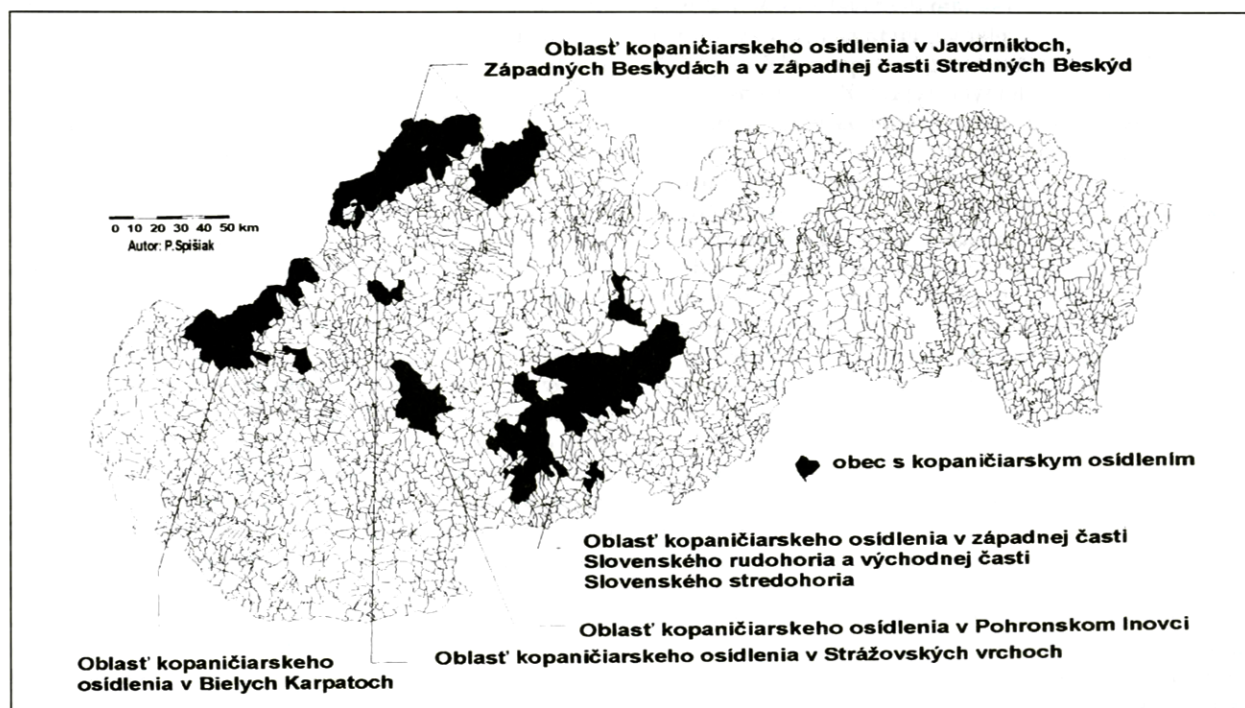 Oblasť kopaničiarskeho osídlenia v Javorníkoch,
Západných Beskydách a v západnej časti Stredných Beskýd
0 10 20 30 40 50 km
Autor: P.Spišiak
obec s kopaničiarskym osídlením
Oblasť kopaničiarskeho osídlenia v západnej časti
Slovenského rudohoria a východnej časti
Slovenského stredohoria
Oblasť kopaničiarskeho osídlenia v Pohronskom Inovci
Oblasť kopaničiarskeho osídlenia v Strážovských vrchoch
Oblasť kopaničiarskeho
osídlenia v Bielych Karpatoch